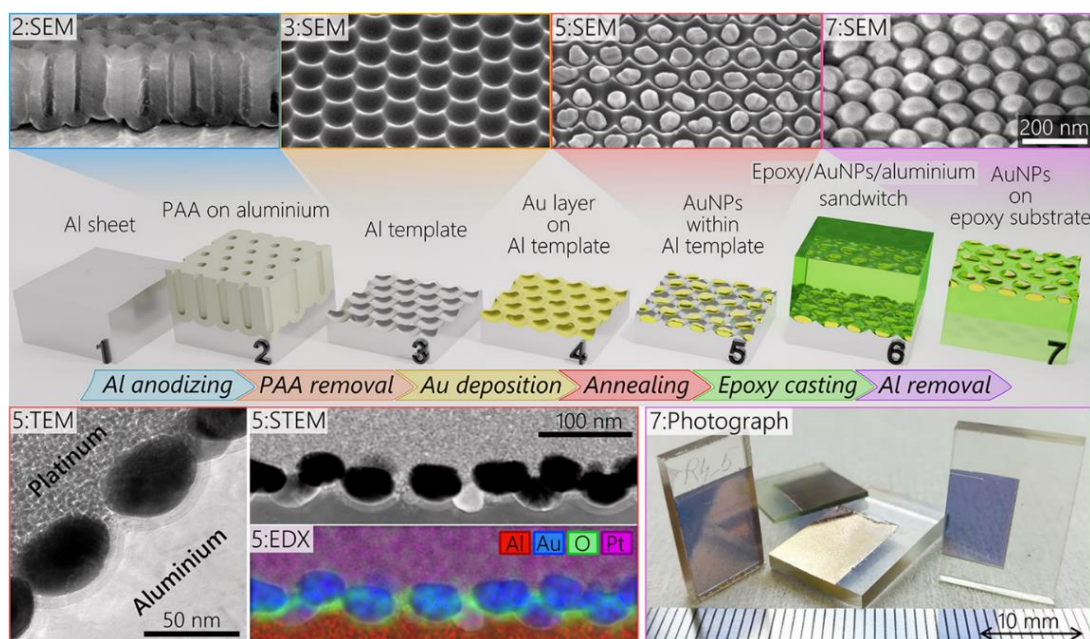 2:SEM
3:SEM
5:SEM
7:SEM
200 nm
Al sheet
PAA on aluminium
Al template
Au layer
on
Al template
AuNPs
within
Al template
Epoxy/AuNPs/aluminium
sandwitch
AuNPs
on
epoxy substrate
1
2
3
4
5
6
7
Al anodizing
PAA removal
Au deposition
Annealing
Epoxy casting
Al removal
5:TEM
Platinum
Aluminium
50 nm
5:STEM
100 nm
5:EDX
Al
Au
O
Pt
7:Photograph
10 mm